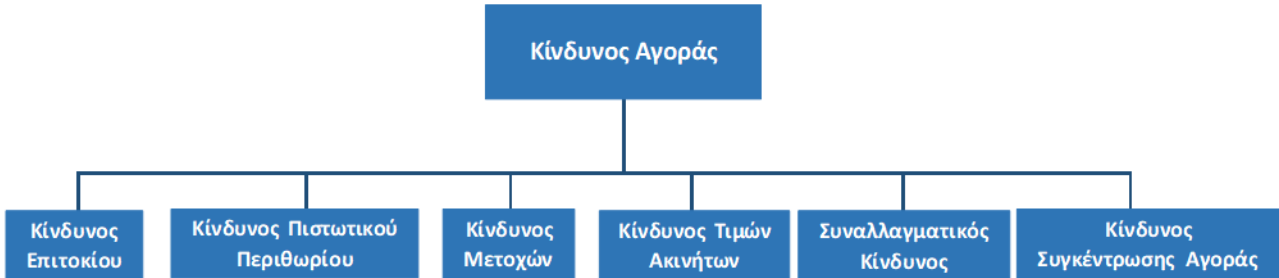 Κίνδυνος Αγοράς
Κίνδυνος
Επιτοκίου
Κίνδυνος Πιστωτικού
Περιθωρίου
Κίνδυνος
Μετοχών
Κίνδυνος Τιμών
Ακινήτων
Συναλλαγματικός
Κίνδυνος
Κίνδυνος
Συγκέντρωσης Αγοράς